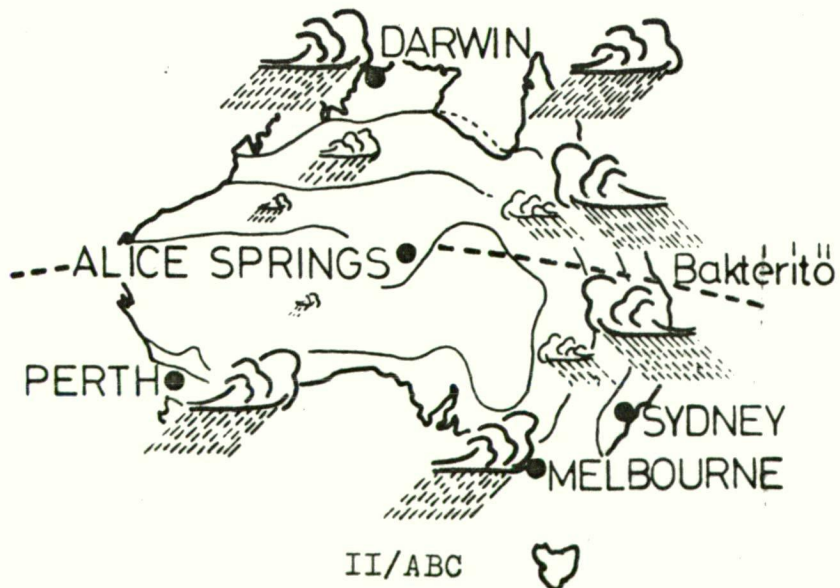 DARWIN
ALICE SPRINGS
Baktérítő
PERTH
SYDNEY
MELBOURNE
II/ABC